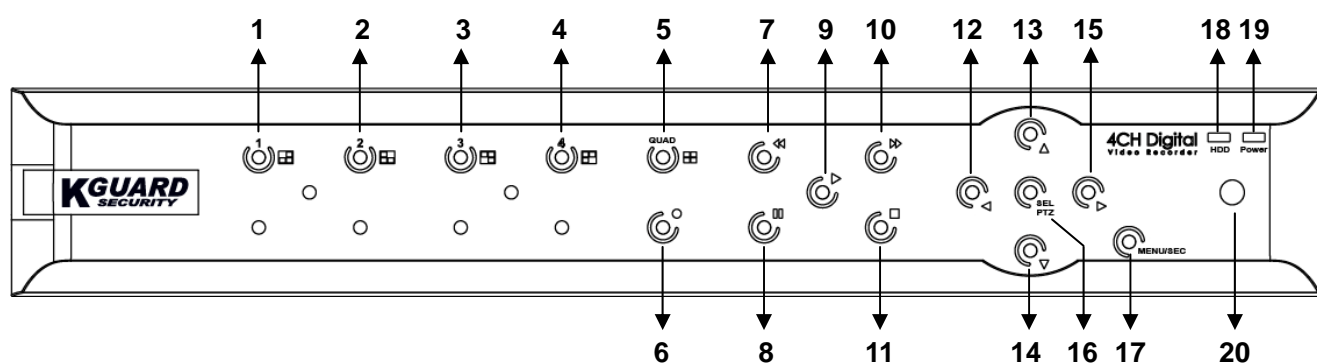 1 2 3 4 5 7 9 10 12 13 15 18 19
1 2 3 4 QUAD
4CH Digital
Video Recorder
HDD Power
KGUARD
SECURITY
SEL
PTZ
MENU/SEC
6 8 11 14 16 17 20